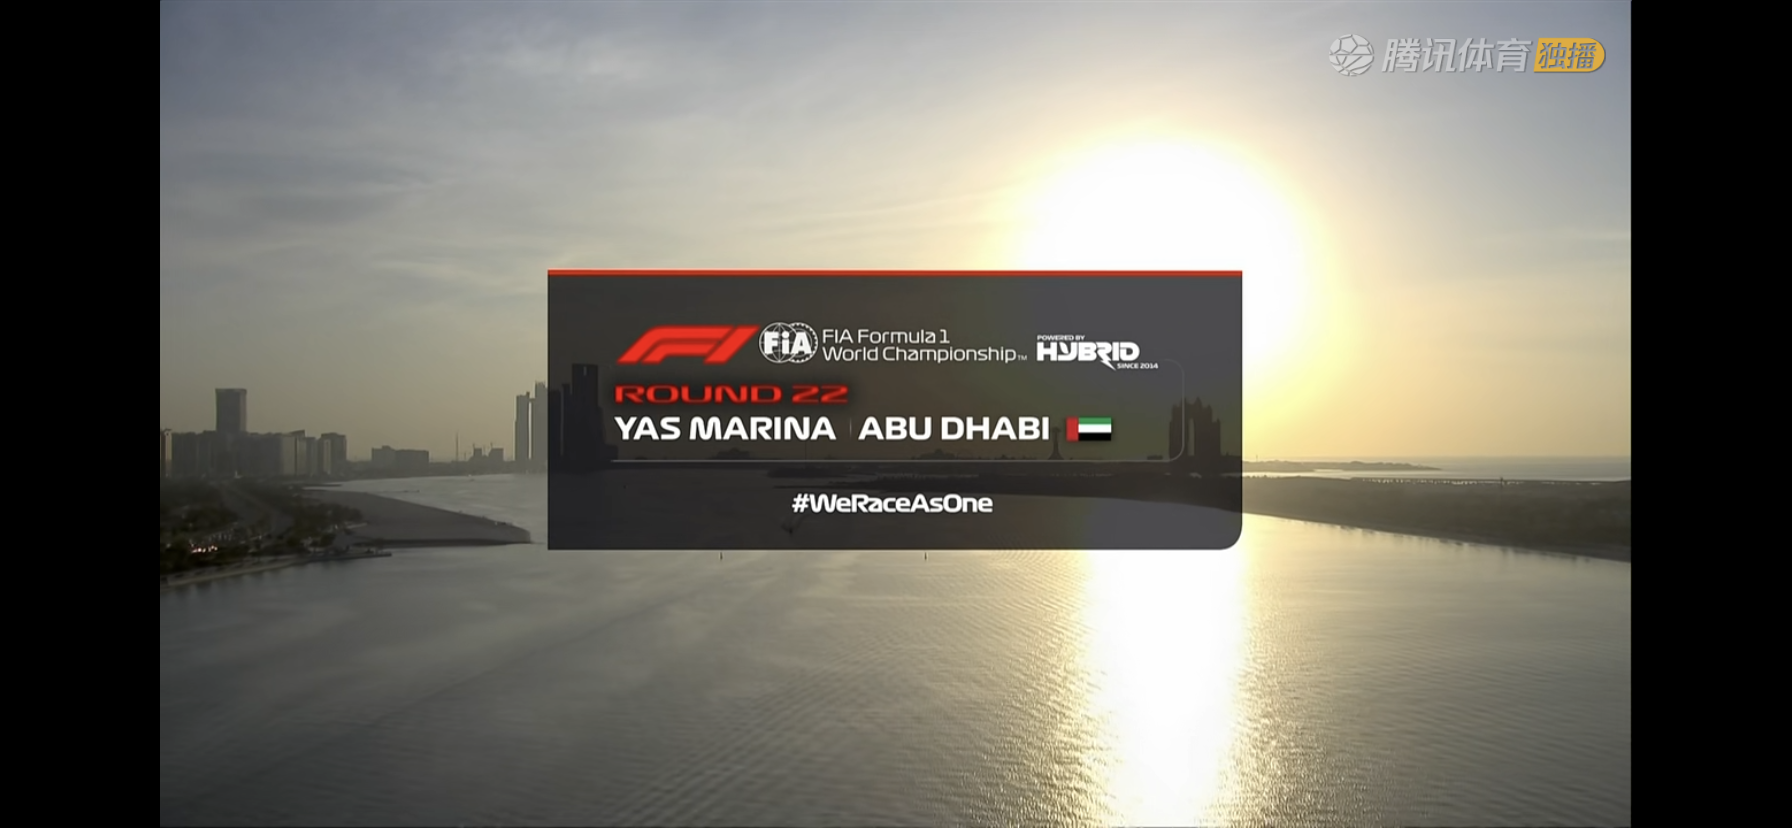 腾讯体育 独播
F1 FIA FIA Formula 1
World Championship™
POWERED BY
HYBRID
SINCE 2014
ROUND 22
YAS MARINA ABU DHABI
#WeRaceAsOne